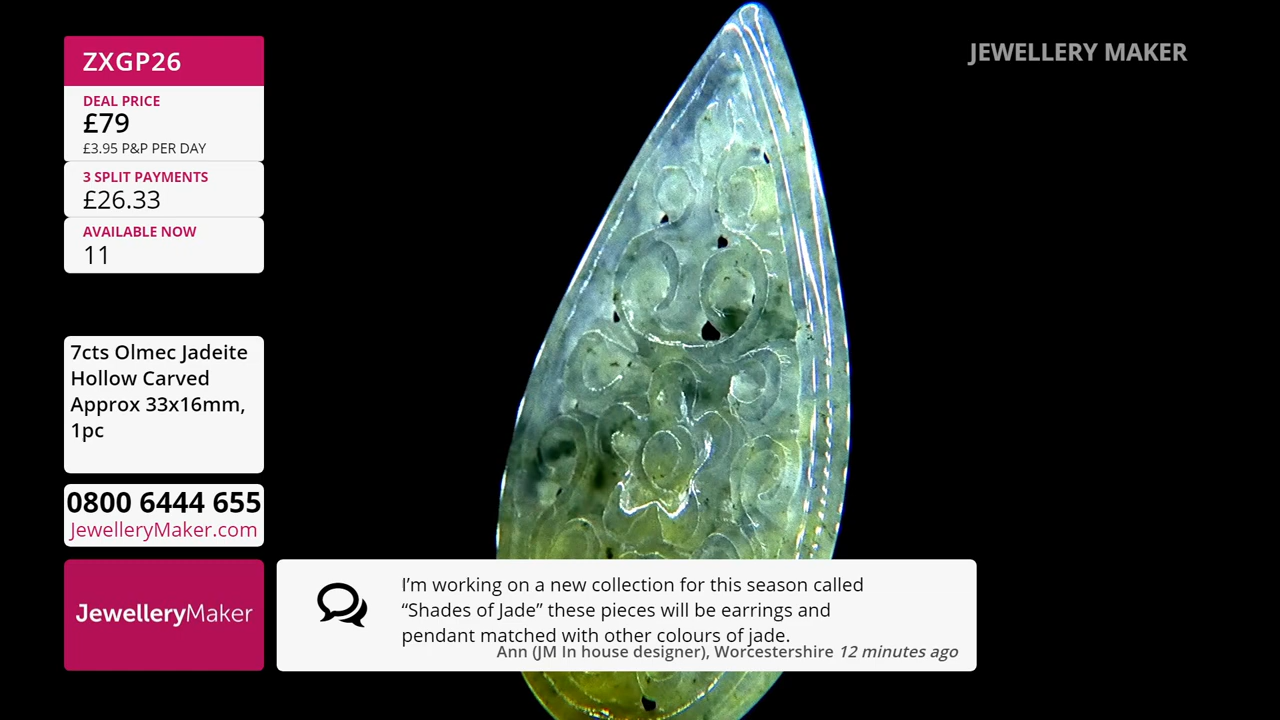 ZXGP26
DEAL PRICE
£79
£3.95 P&P PER DAY
3 SPLIT PAYMENTS
£26.33
AVAILABLE NOW
11
7cts Olmec Jadeite
Hollow Carved
Approx 33x16mm,
1pc
0800 6444 655
JewelleryMaker.com
JewelleryMaker
JEWELLERY MAKER
I’m working on a new collection for this season called
“Shades of Jade” these pieces will be earrings and
pendant matched with other colours of jade.
Ann (JM In house designer), Worcestershire 12 minutes ago